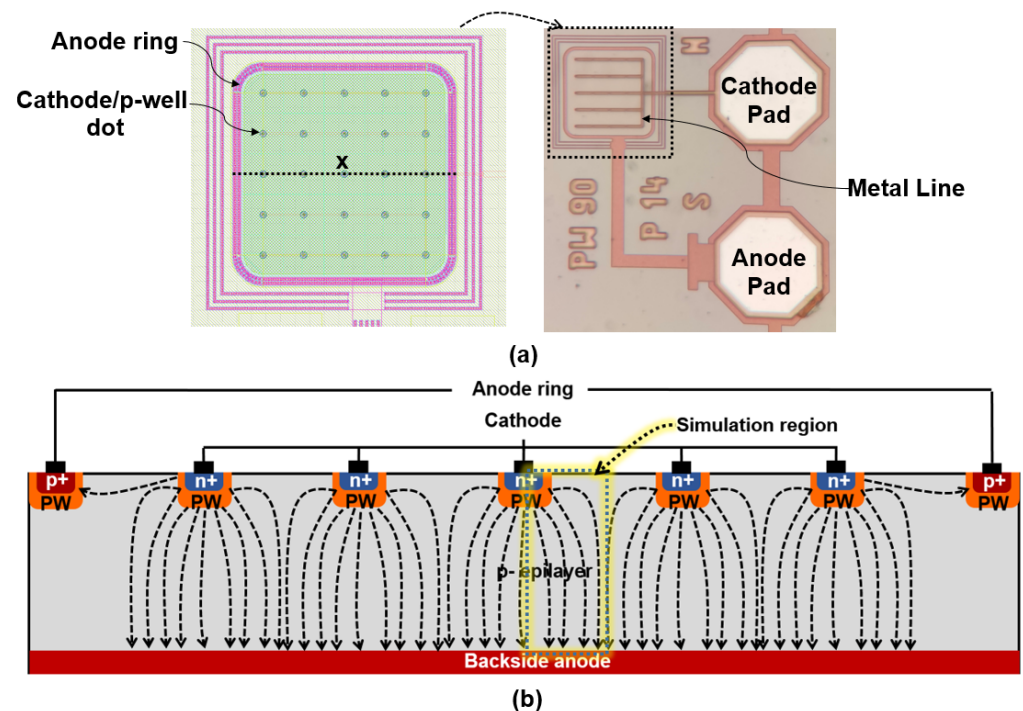 Anode ring
Cathode/p-well
dot
x
Cathode
Pad
Metal Line
Anode
Pad
H
PW 90
P 14
S
(a)
Anode ring
Cathode
Simulation region
p+ n+ n+ n+ n+ n+ p+
PW PW PW PW PW PW PW
p- epilayer
Backside anode
(b)